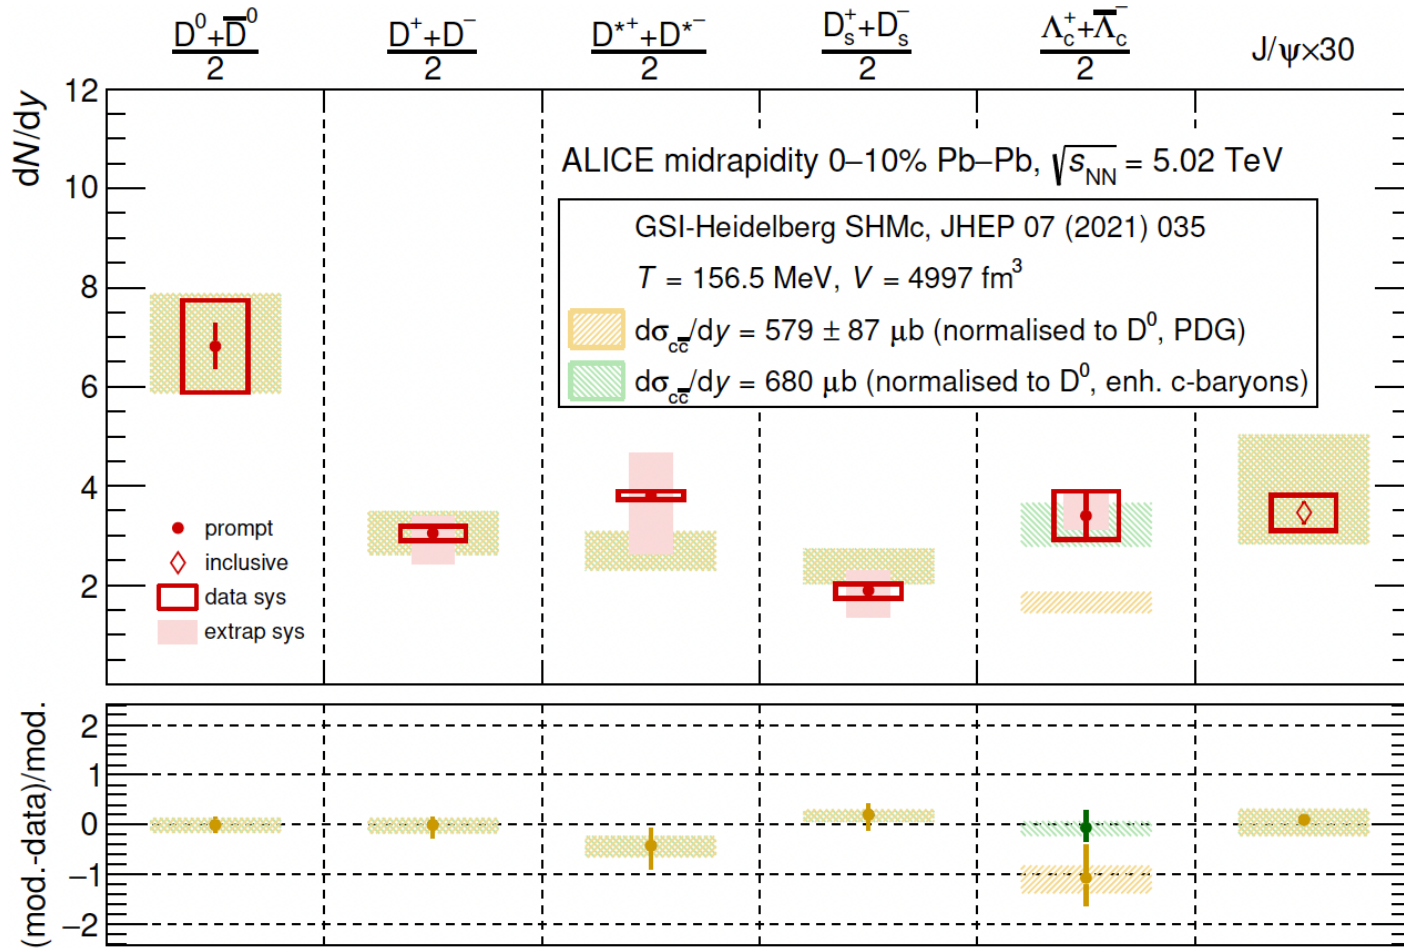 D⁰+D̅⁰ / 2
D⁺+D⁻ / 2
D*⁺+D*⁻ / 2
Dₛ⁺+Dₛ⁻ / 2
Λc⁺+Λ̅c⁻ / 2
J/ψ×30
dN/dy
12
10
8
6
4
2
ALICE midrapidity 0–10% Pb–Pb, √sNN = 5.02 TeV
GSI-Heidelberg SHMc, JHEP 07 (2021) 035
T = 156.5 MeV, V = 4997 fm³
dσcc̅/dy = 579 ± 87 μb (normalised to D⁰, PDG)
dσcc̅/dy = 680 μb (normalised to D⁰, enh. c-baryons)
prompt
inclusive
data sys
extrap sys
(mod.-data)/mod.
2
1
0
−1
−2